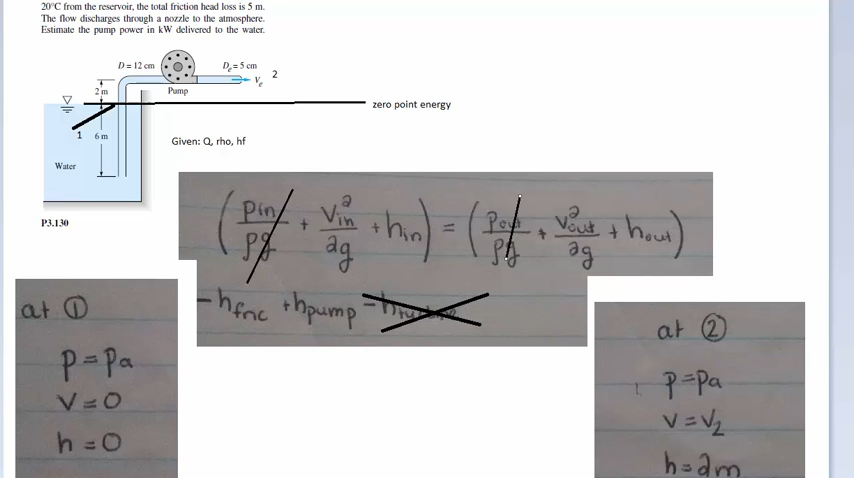 20°C from the reservoir, the total friction head loss is 5 m.
The flow discharges through a nozzle to the atmosphere.
Estimate the pump power in kW delivered to the water.
D = 12 cm
Dₑ = 5 cm
2
Vₑ
2 m
Pump
zero point energy
1
6 m
Given: Q, rho, hf
Water
P3.130
(Pin/ρg + Vin²/2g + hin) = (Pout/ρg + Vout²/2g + hout)
- hfric + hpump -
at ①
P = Pa
V = 0
h = 0
at ②
P = Pa
V = V₂
h = 2m